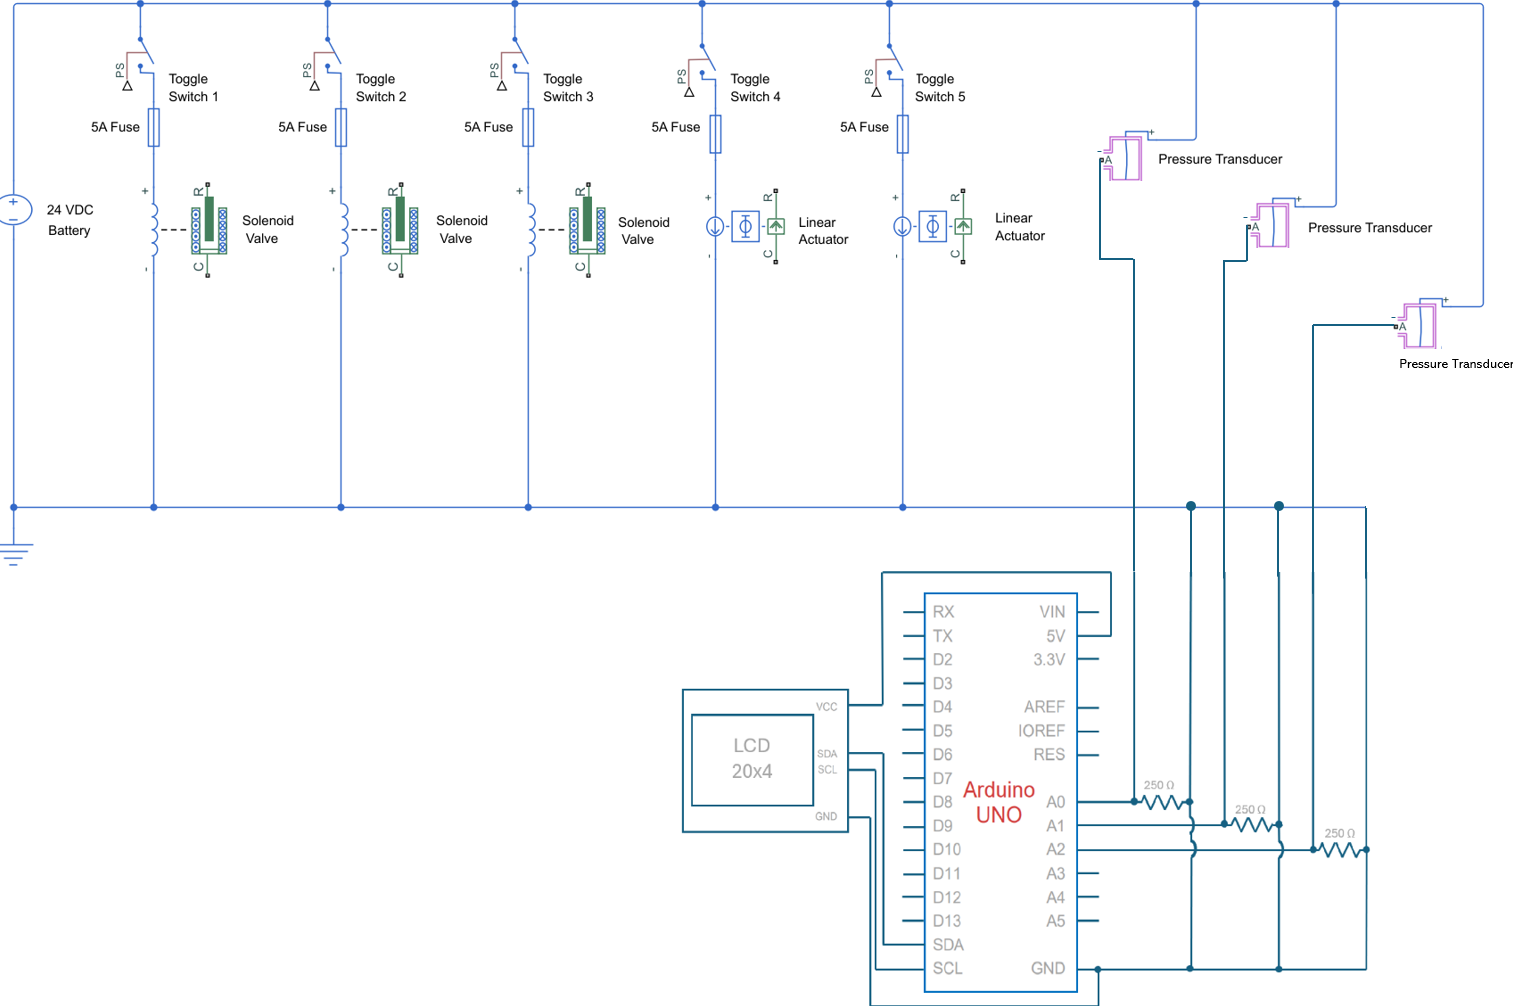 PS
Toggle
Switch 1
5A Fuse
PS
Toggle
Switch 2
5A Fuse
PS
Toggle
Switch 3
5A Fuse
PS
Toggle
Switch 4
5A Fuse
PS
Toggle
Switch 5
5A Fuse
+
-
24 VDC
Battery
+
-
R
C
Solenoid
Valve
+
-
R
C
Solenoid
Valve
+
-
R
C
Solenoid
Valve
+
-
Φ
R
C
Linear
Actuator
+
-
Φ
R
C
Linear
Actuator
+
-
A
Pressure Transducer
+
-
A
Pressure Transducer
+
-
A
Pressure Transducer
LCD
20x4
VCC
SDA
SCL
GND
Arduino
UNO
RX
TX
D2
D3
D4
D5
D6
D7
D8
D9
D10
D11
D12
D13
SDA
SCL
VIN
5V
3.3V
AREF
IOREF
RES
A0
A1
A2
A3
A4
A5
GND
250 Ω
250 Ω
250 Ω